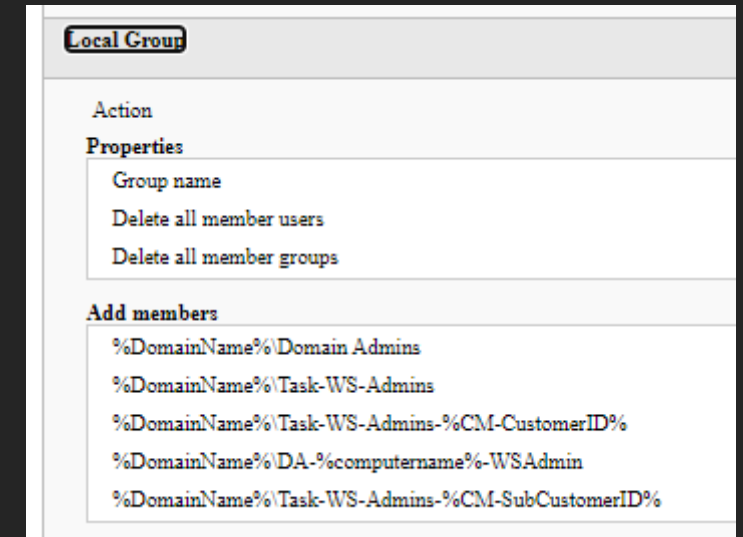 Local Group
Action
Properties
Group name
Delete all member users
Delete all member groups
Add members
%DomainName%\Domain Admins
%DomainName%\Task-WS-Admins
%DomainName%\Task-WS-Admins-%CM-CustomerID%
%DomainName%\DA-%computername%-WSAdmin
%DomainName%\Task-WS-Admins-%CM-SubCustomerID%